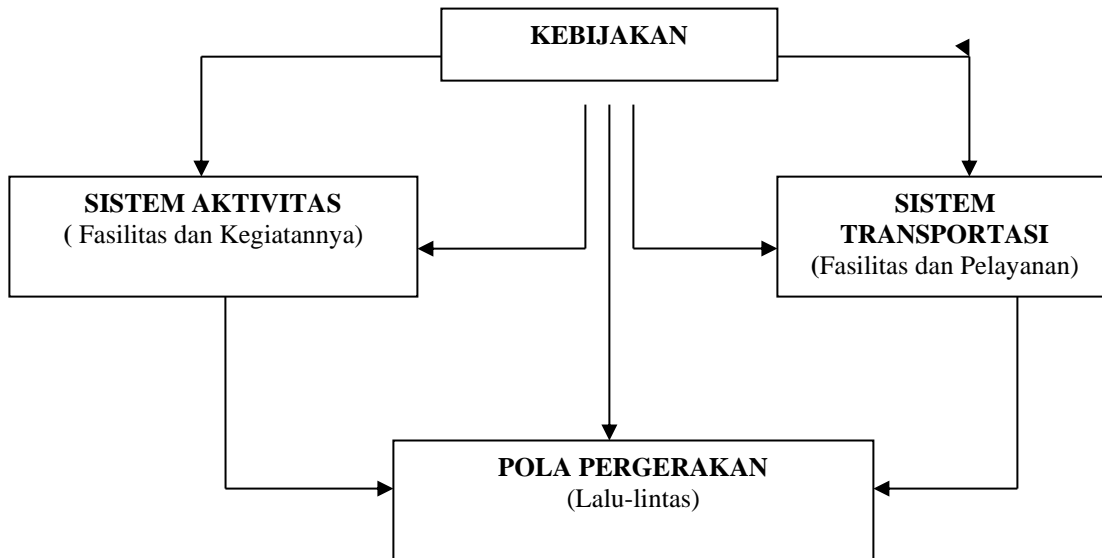 KEBIJAKAN
SISTEM AKTIVITAS
( Fasilitas dan Kegiatannya)
SISTEM
TRANSPORTASI
(Fasilitas dan Pelayanan)
POLA PERGERAKAN
(Lalu-lintas)